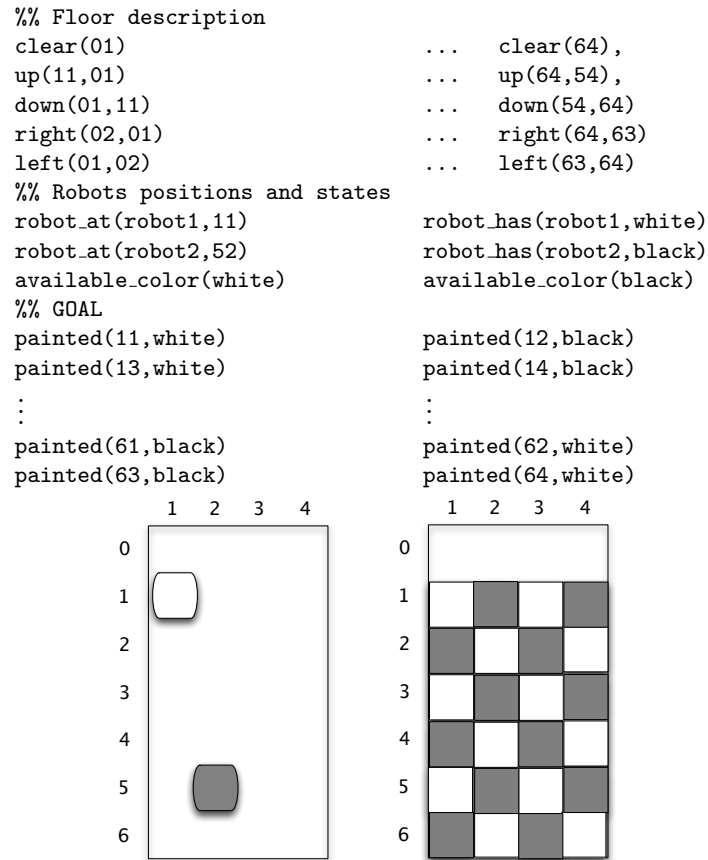 %% Floor description
clear(01) ... clear(64),
up(11,01) ... up(64,54),
down(01,11) ... down(54,64)
right(02,01) ... right(64,63)
left(01,02) ... left(63,64)
%% Robots positions and states
robot_at(robot1,11) robot_has(robot1,white)
robot_at(robot2,52) robot_has(robot2,black)
available_color(white) available_color(black)
%% GOAL
painted(11,white) painted(12,black)
painted(13,white) painted(14,black)
⋮ ⋮
painted(61,black) painted(62,white)
painted(63,black) painted(64,white)
1 2 3 4 1 2 3 4
0 0
1 1
2 2
3 3
4 4
5 5
6 6